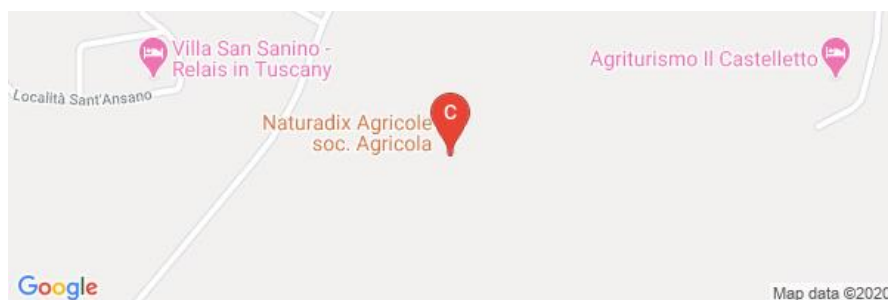 Villa San Sanino -
Relais in Tuscany
Agriturismo Il Castelletto
Località Sant'Ansano
C
Naturadix Agricole
soc. Agricola
Google
Map data ©2020